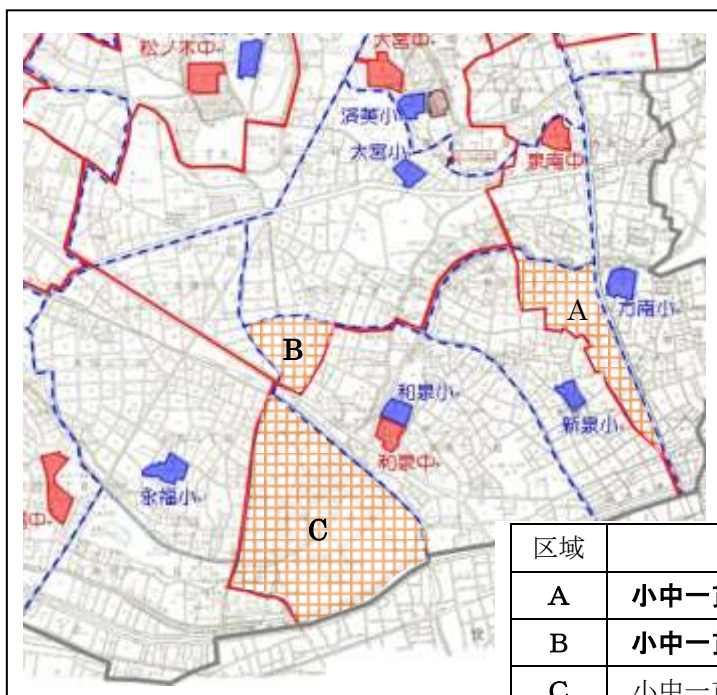 松ノ木中
大宮中
済美小
大宮小
泉南中
方南小
A
B
和泉小
和泉中
新泉小
永福小
中
C
区域
A
小中一
B
小中一
C
小中一